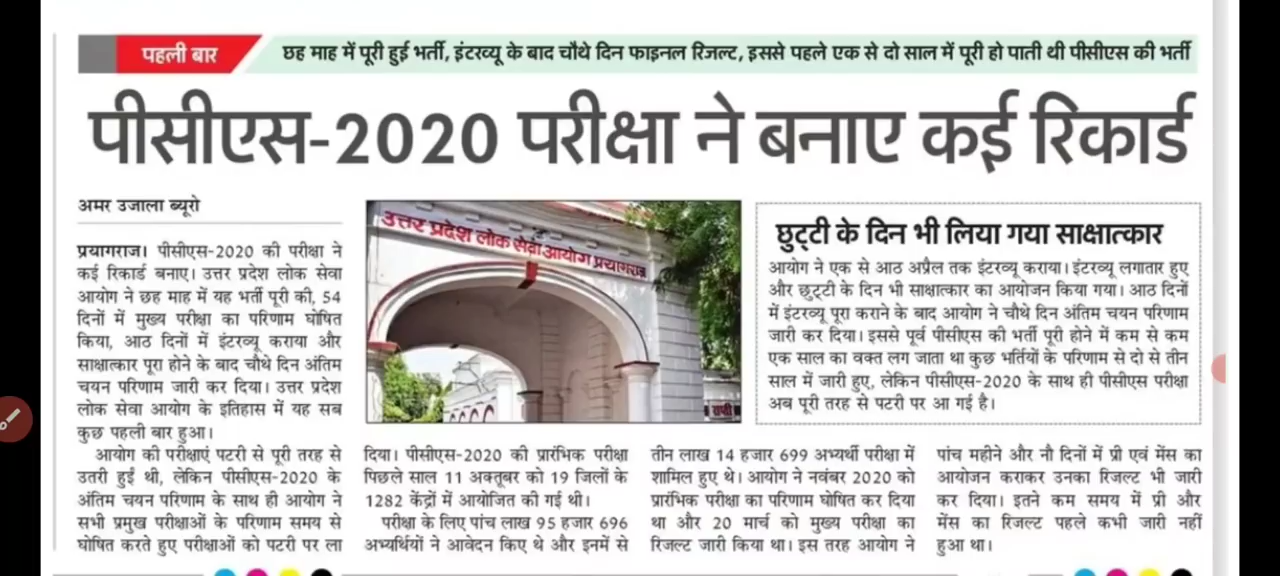 पहली बार
छह माह में पूरी हुई भर्ती, इंटरव्यू के बाद चौथे दिन फाइनल रिजल्ट, इससे पहले एक से दो साल में पूरी हो पाती थी पीसीएस की भर्ती
पीसीएस-2020 परीक्षा ने बनाए कई रिकार्ड
अमर उजाला ब्यूरो
प्रयागराज। पीसीएस-2020 की परीक्षा ने
कई रिकार्ड बनाए। उत्तर प्रदेश लोक सेवा
आयोग ने छह माह में यह भर्ती पूरी की, 54
दिनों में मुख्य परीक्षा का परिणाम घोषित
किया, आठ दिनों में इंटरव्यू कराया और
साक्षात्कार पूरा होने के बाद चौथे दिन अंतिम
चयन परिणाम जारी कर दिया। उत्तर प्रदेश
लोक सेवा आयोग के इतिहास में यह सब
कुछ पहली बार हुआ।
आयोग की परीक्षाएं पटरी से पूरी तरह से
उतरी हुईं थी, लेकिन पीसीएस-2020 के
अंतिम चयन परिणाम के साथ ही आयोग ने
सभी प्रमुख परीक्षाओं के परिणाम समय से
घोषित करते हुए परीक्षाओं को पटरी पर ला
उत्तर प्रदेश लोक सेवा आयोग प्रयागराज
छुट्टी के दिन भी लिया गया साक्षात्कार
आयोग ने एक से आठ अप्रैल तक इंटरव्यू कराया। इंटरव्यू लगातार हुए
और छुट्टी के दिन भी साक्षात्कार का आयोजन किया गया। आठ दिनों
में इंटरव्यू पूरा कराने के बाद आयोग ने चौथे दिन अंतिम चयन परिणाम
जारी कर दिया। इससे पूर्व पीसीएस की भर्ती पूरी होने में कम से कम
एक साल का वक्त लग जाता था कुछ भर्तियों के परिणाम से दो से तीन
साल में जारी हुए, लेकिन पीसीएस-2020 के साथ ही पीसीएस परीक्षा
अब पूरी तरह से पटरी पर आ गई है।
दिया। पीसीएस-2020 की प्रारंभिक परीक्षा
पिछले साल 11 अक्तूबर को 19 जिलों के
1282 केंद्रों में आयोजित की गई थी।
परीक्षा के लिए पांच लाख 95 हजार 696
अभ्यर्थियों ने आवेदन किए थे और इनमें से
तीन लाख 14 हजार 699 अभ्यर्थी परीक्षा में
शामिल हुए थे। आयोग ने नवंबर 2020 को
प्रारंभिक परीक्षा का परिणाम घोषित कर दिया
था और 20 मार्च को मुख्य परीक्षा का
रिजल्ट जारी किया था। इस तरह आयोग ने
पांच महीने और नौ दिनों में प्री एवं मेंस का
आयोजन कराकर उनका रिजल्ट भी जारी
कर दिया। इतने कम समय में प्री और
मेंस का रिजल्ट पहले कभी जारी नहीं
हुआ था।